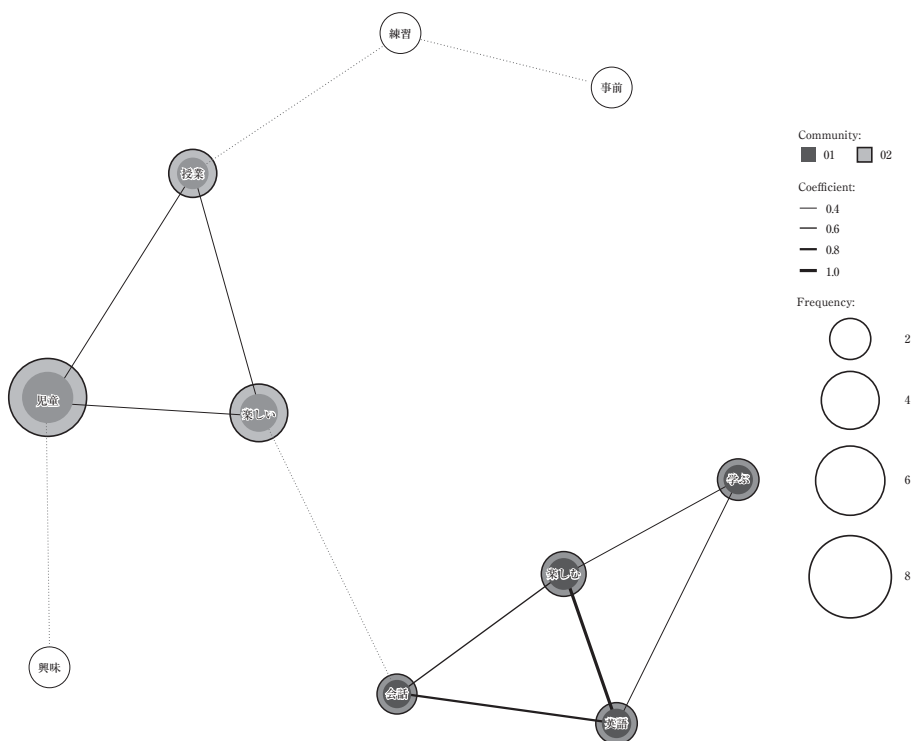 練習
事前
授業
児童
楽しい
学ぶ
楽しむ
興味
会話
英語
Community:
01 02
Coefficient:
0.4
0.6
0.8
1.0
Frequency:
2
4
6
8